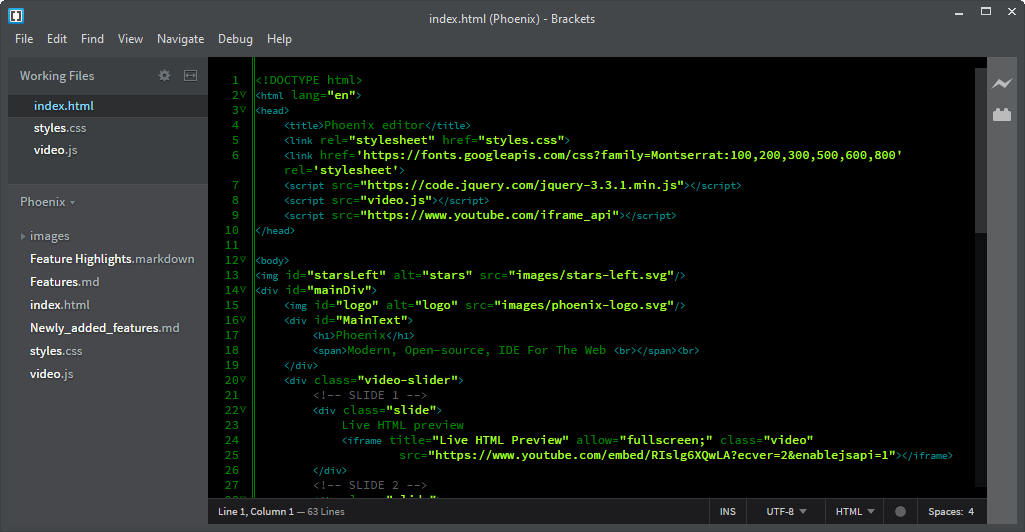 index.html (Phoenix) - Brackets
File Edit Find View Navigate Debug Help
Working Files
index.html
styles.css
video.js
Phoenix
images
Feature Highlights.markdown
Features.md
index.html
Newly_added_features.md
styles.css
video.js
1 <!DOCTYPE html>
2 <html lang="en">
3 <head>
4 <title>Phoenix editor</title>
5 <link rel="stylesheet" href="styles.css">
6 <link href='https://fonts.googleapis.com/css?family=Montserrat:100,200,300,500,600,800'
rel='stylesheet'>
7 <script src="https://code.jquery.com/jquery-3.3.1.min.js"></script>
8 <script src="video.js"></script>
9 <script src="https://www.youtube.com/iframe_api"></script>
10 </head>
11
12 <body>
13 <img id="starsLeft" alt="stars" src="images/stars-left.svg"/>
14 <div id="mainDiv">
15 <img id="logo" alt="logo" src="images/phoenix-logo.svg"/>
16 <div id="MainText">
17 <h1>Phoenix</h1>
18 <span>Modern, Open-source, IDE For The Web <br></span><br>
19 </div>
20 <div class="video-slider">
21 <!-- SLIDE 1 -->
22 <div class="slide">
23 Live HTML preview
24 <iframe title="Live HTML Preview" allow="fullscreen;" class="video"
25 src="https://www.youtube.com/embed/RIslg6XQwLA?ecver=2&enablejsapi=1"></iframe>
26 </div>
27 <!-- SLIDE 2 -->
Line 1, Column 1 — 63 Lines
INS UTF-8 HTML Spaces: 4